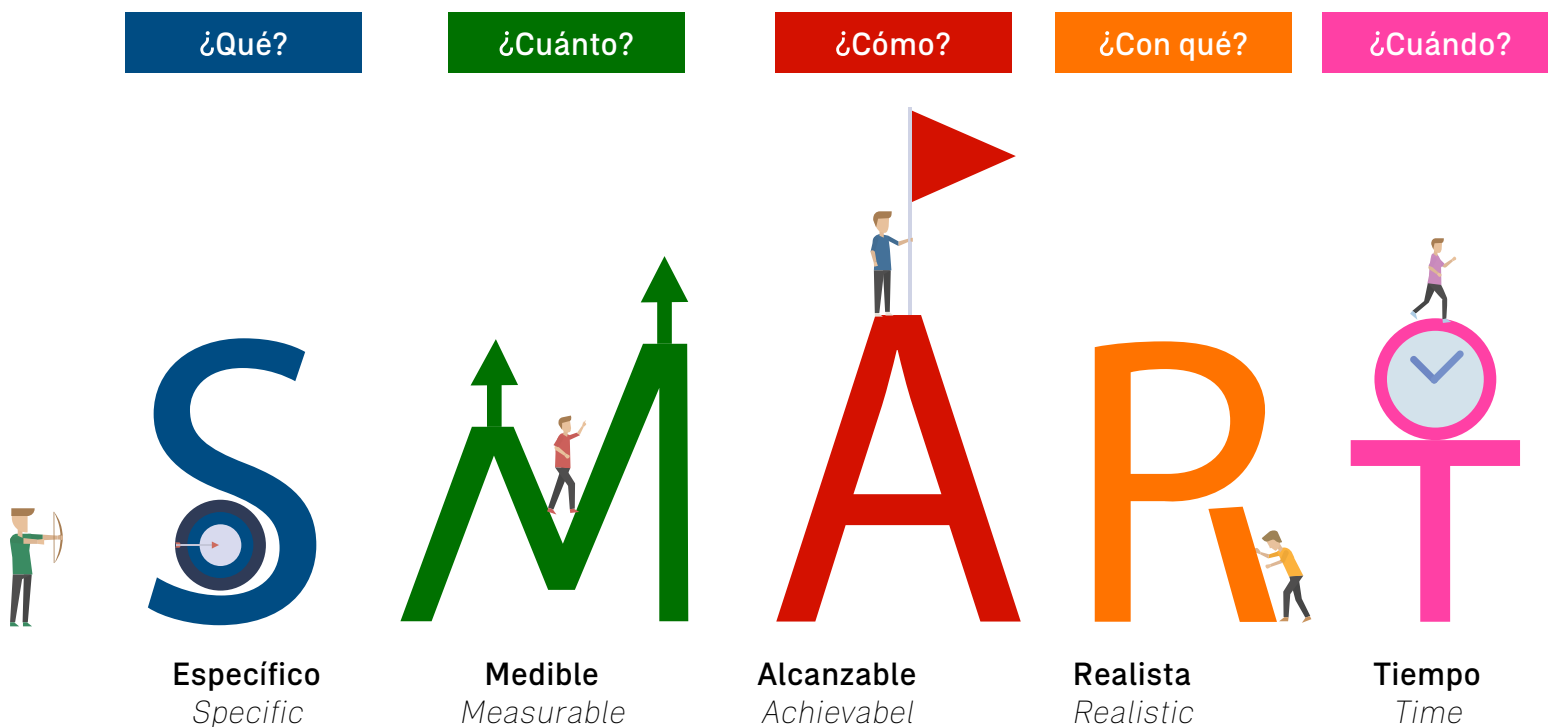 ¿Qué? ¿Cuánto? ¿Cómo? ¿Con qué? ¿Cuándo?
SMART
Específico Medible Alcanzable Realista Tiempo
Specific Measurable Achievabel Realistic Time